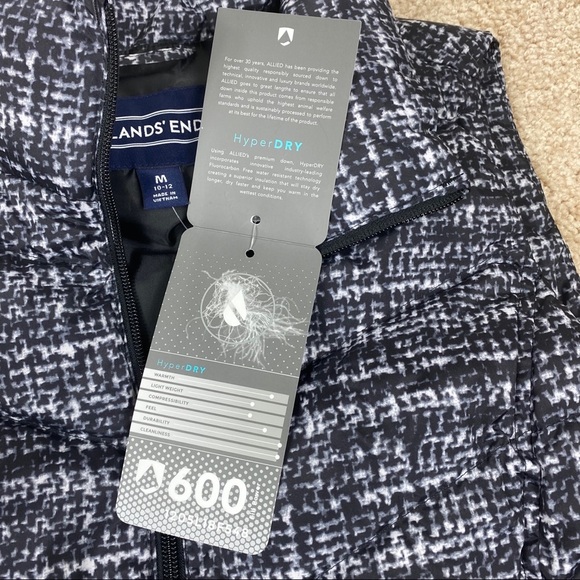 For over 20 years, ALLIED has been providing the
highest quality responsibly sourced down to
technical innovative and luxury brands worldwide.
ALLIED goes to great lengths to ensure that all
down inside this product comes from responsible
farms who uphold the highest animal welfare
standards and is sustainably processed to perform
at its best for the lifetime of the product.
HyperDRY
Using ALLIED's premium down, HyperDRY
incorporates innovative industry-leading
Fluorocarbon Free water resistant technology
creating a superior insulation that will stay dry
longer, dry faster and keep you warm in the
wettest conditions.
LANDS' END
M
10-12
MADE IN
VIETNAM
HyperDRY
WARMTH
LIGHT WEIGHT
COMPRESSIBILITY
FEEL
DURABILITY
CLEANLINESS
600